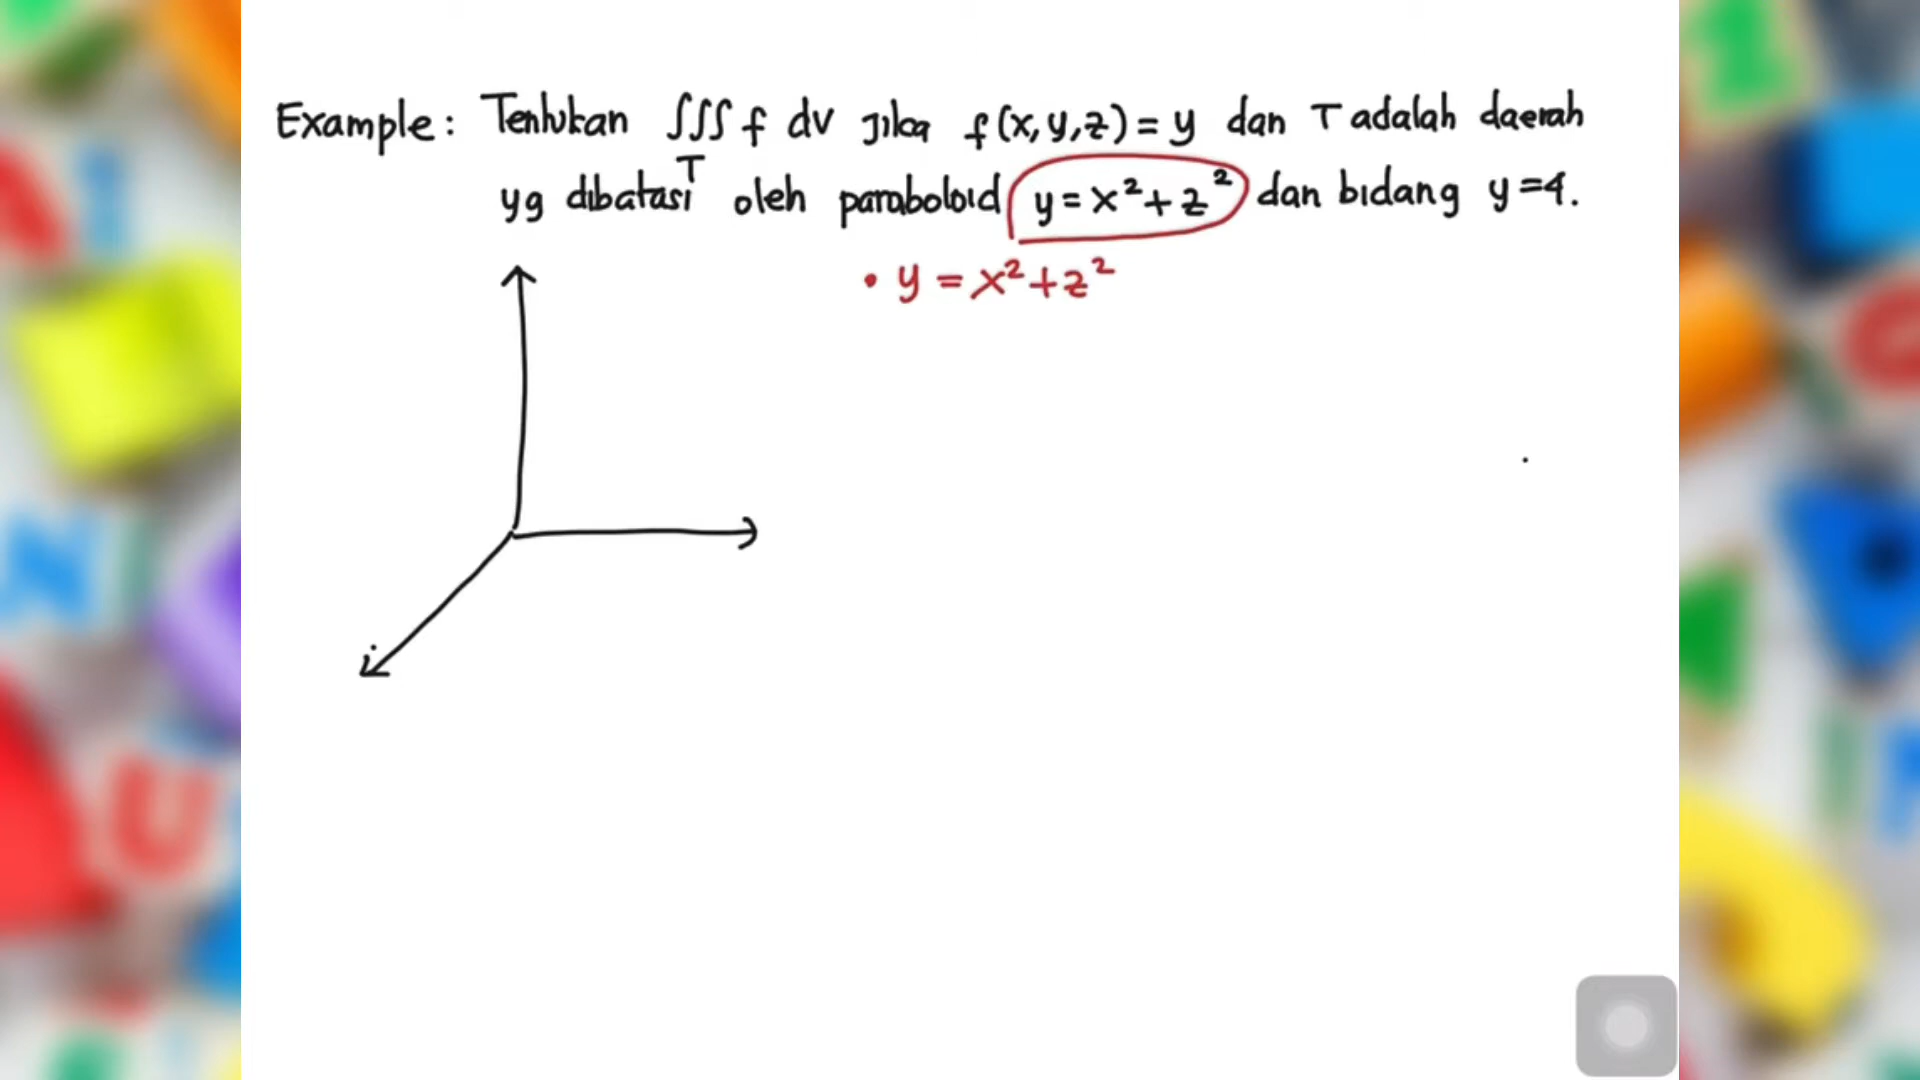 Example: Tentukan ∫∫∫ f dv jika f(x,y,z) = y dan T adalah daerah
T
yg dibatasi oleh paraboloid y = x² + z² dan bidang y = 4.
• y = x² + z²